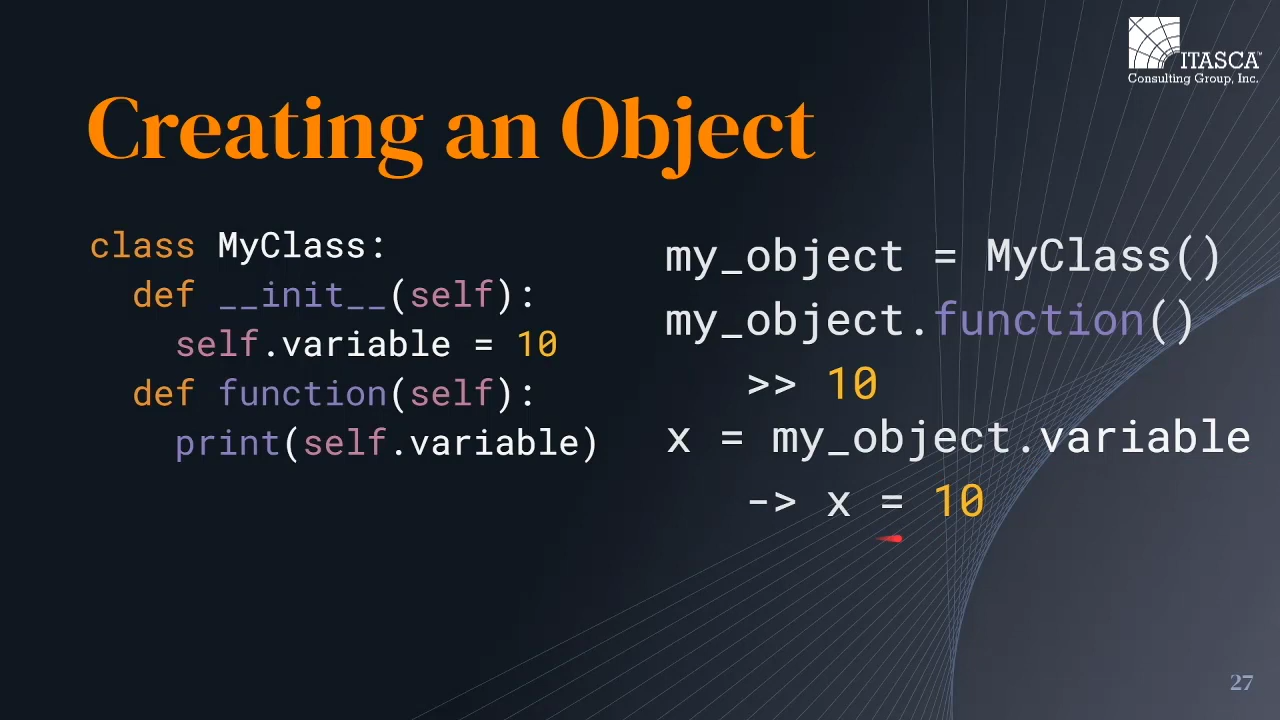 ITASCA™
Consulting Group, Inc.
Creating an Object
class MyClass:
  def __init__(self):
    self.variable = 10
  def function(self):
    print(self.variable)
my_object = MyClass()
my_object.function()
   >> 10
x = my_object.variable
   -> x = 10
27